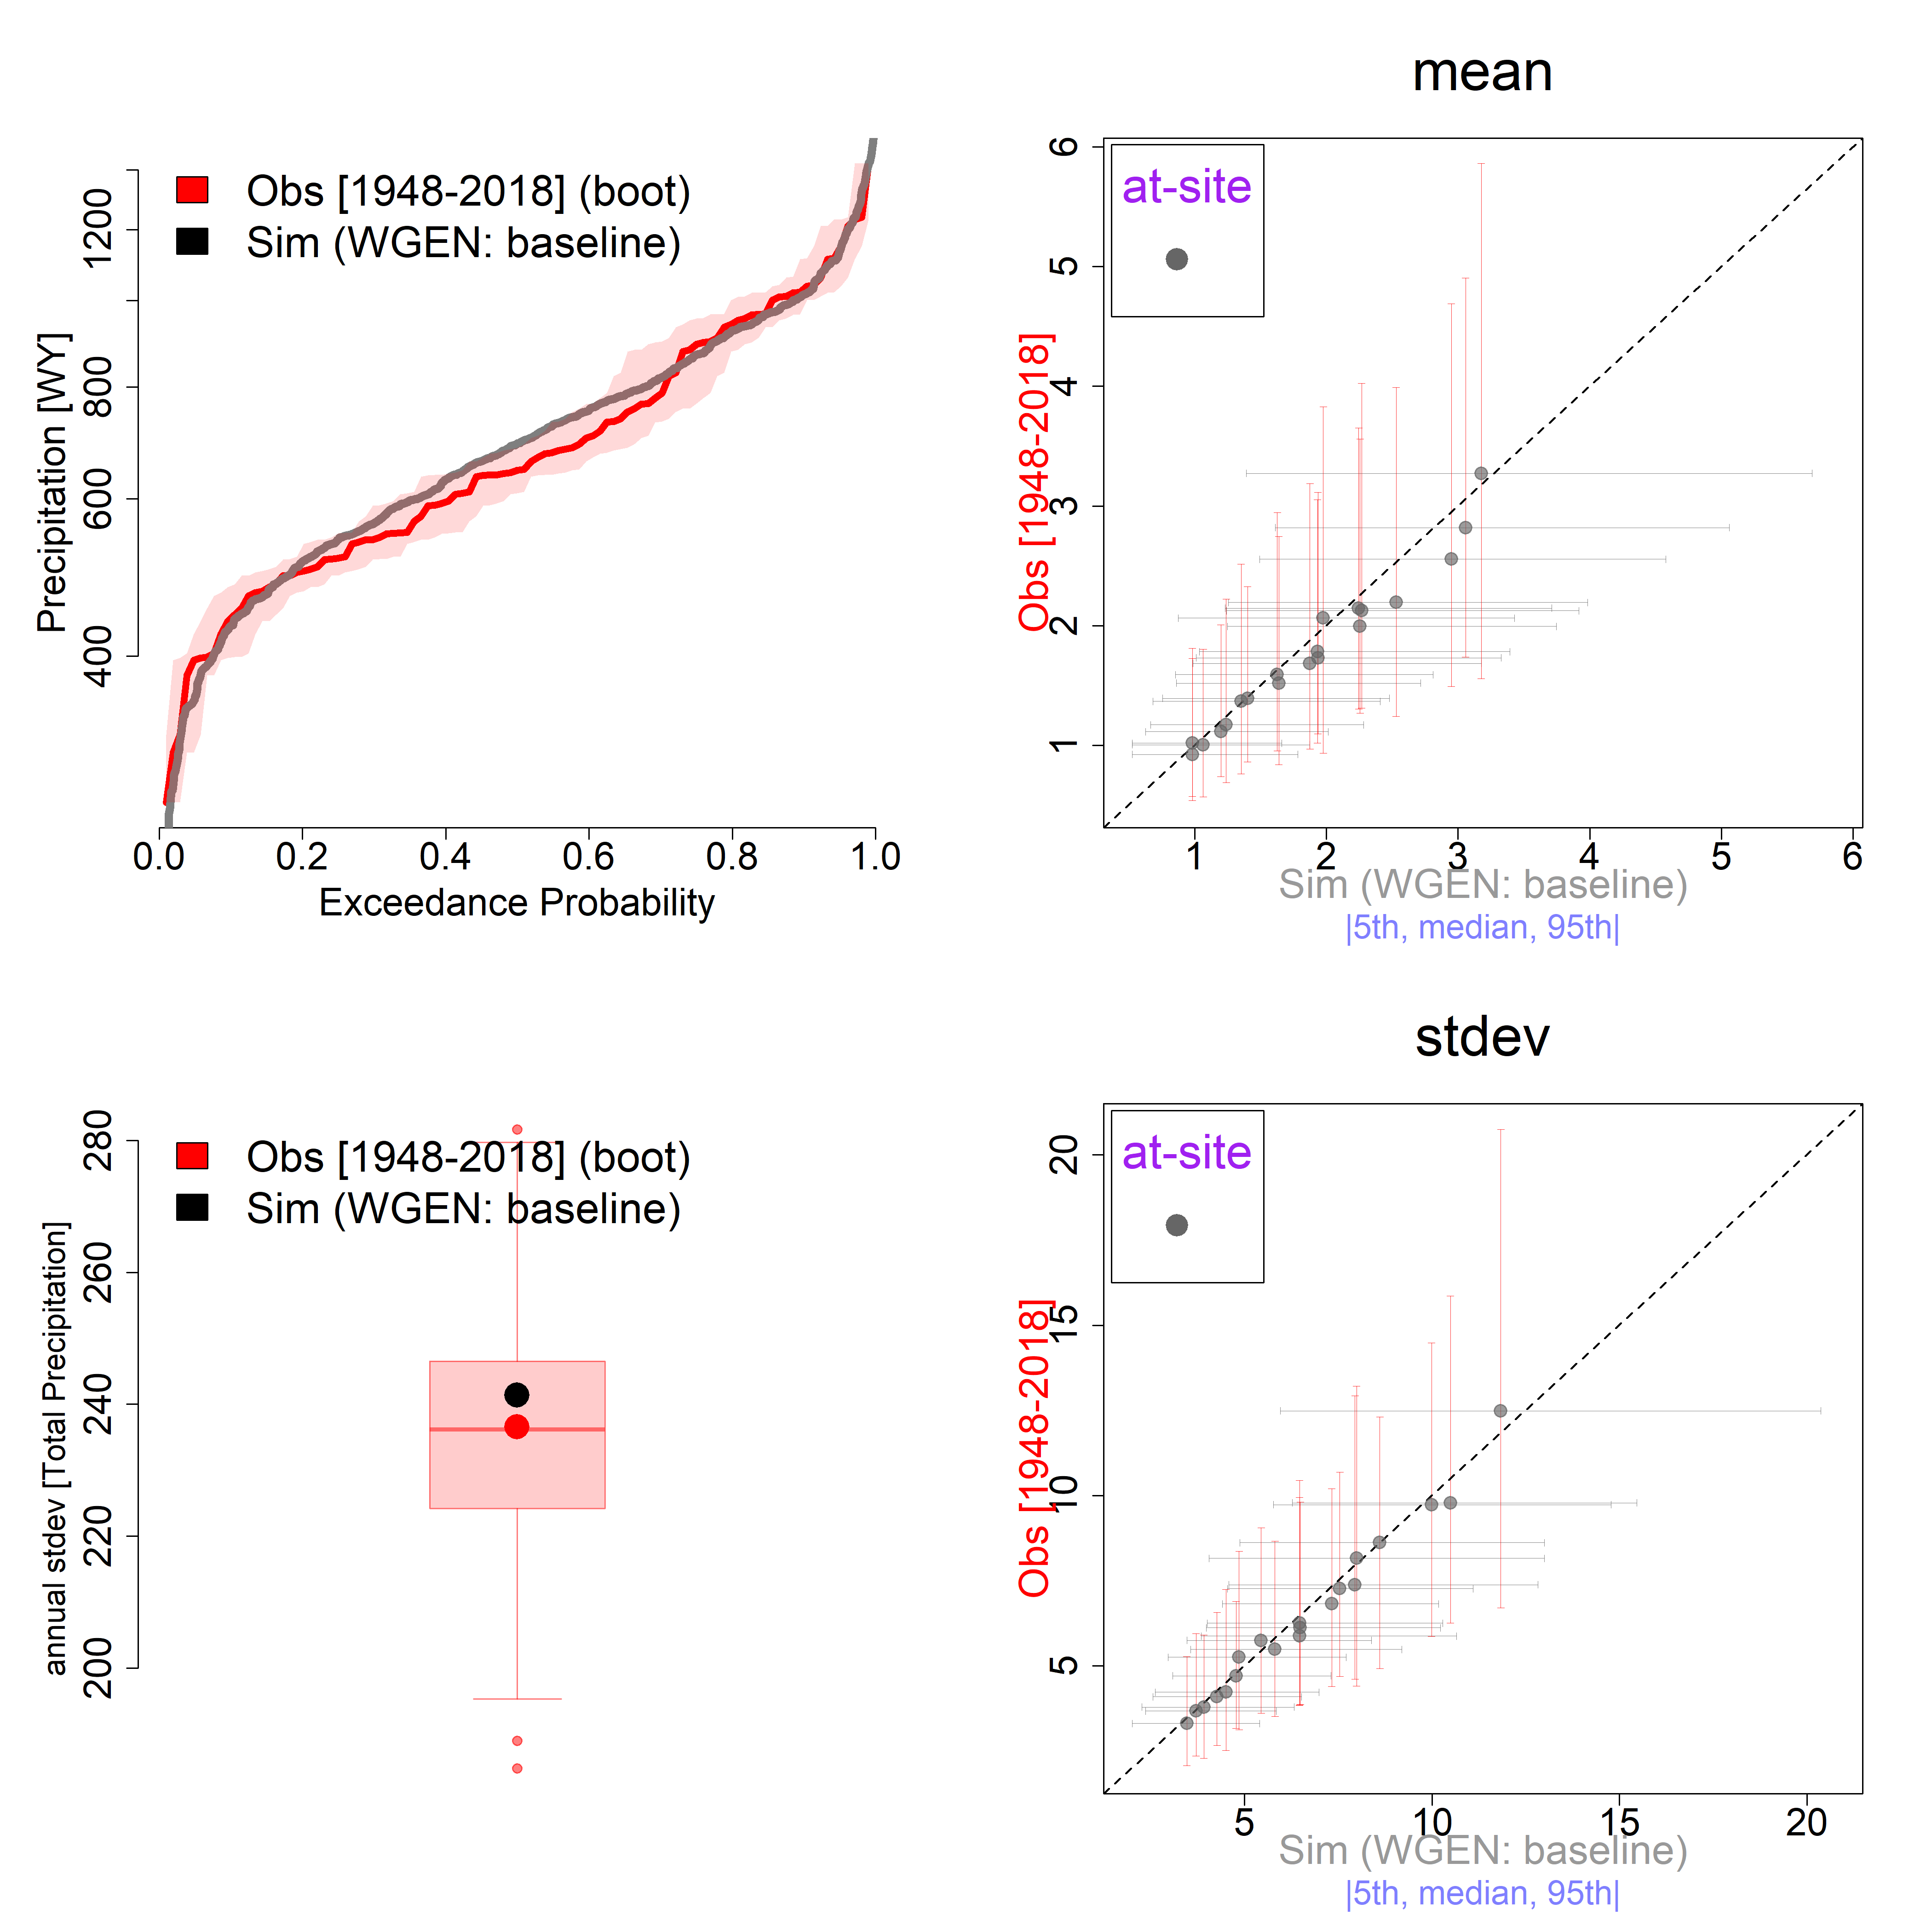 Obs [1948-2018] (boot)
Sim (WGEN: baseline)
Precipitation [WY]
400
600
800
1200
0.0 0.2 0.4 0.6 0.8 1.0
Exceedance Probability
mean
at-site
Obs [1948-2018]
1
2
3
4
5
6
1 2 3 4 5 6
Sim (WGEN: baseline)
|5th, median, 95th|
Obs [1948-2018] (boot)
Sim (WGEN: baseline)
annual stdev [Total Precipitation]
200
220
240
260
280
stdev
at-site
Obs [1948-2018]
5
10
15
20
5 10 15 20
Sim (WGEN: baseline)
|5th, median, 95th|